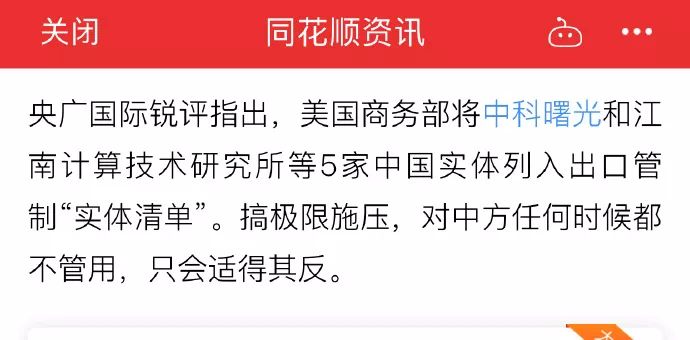 关闭 同花顺资讯
央广国际锐评指出，美国商务部将中科曙光和江
南计算技术研究所等5家中国实体列入出口管
制“实体清单”。搞极限施压，对中方任何时候都
不管用，只会适得其反。